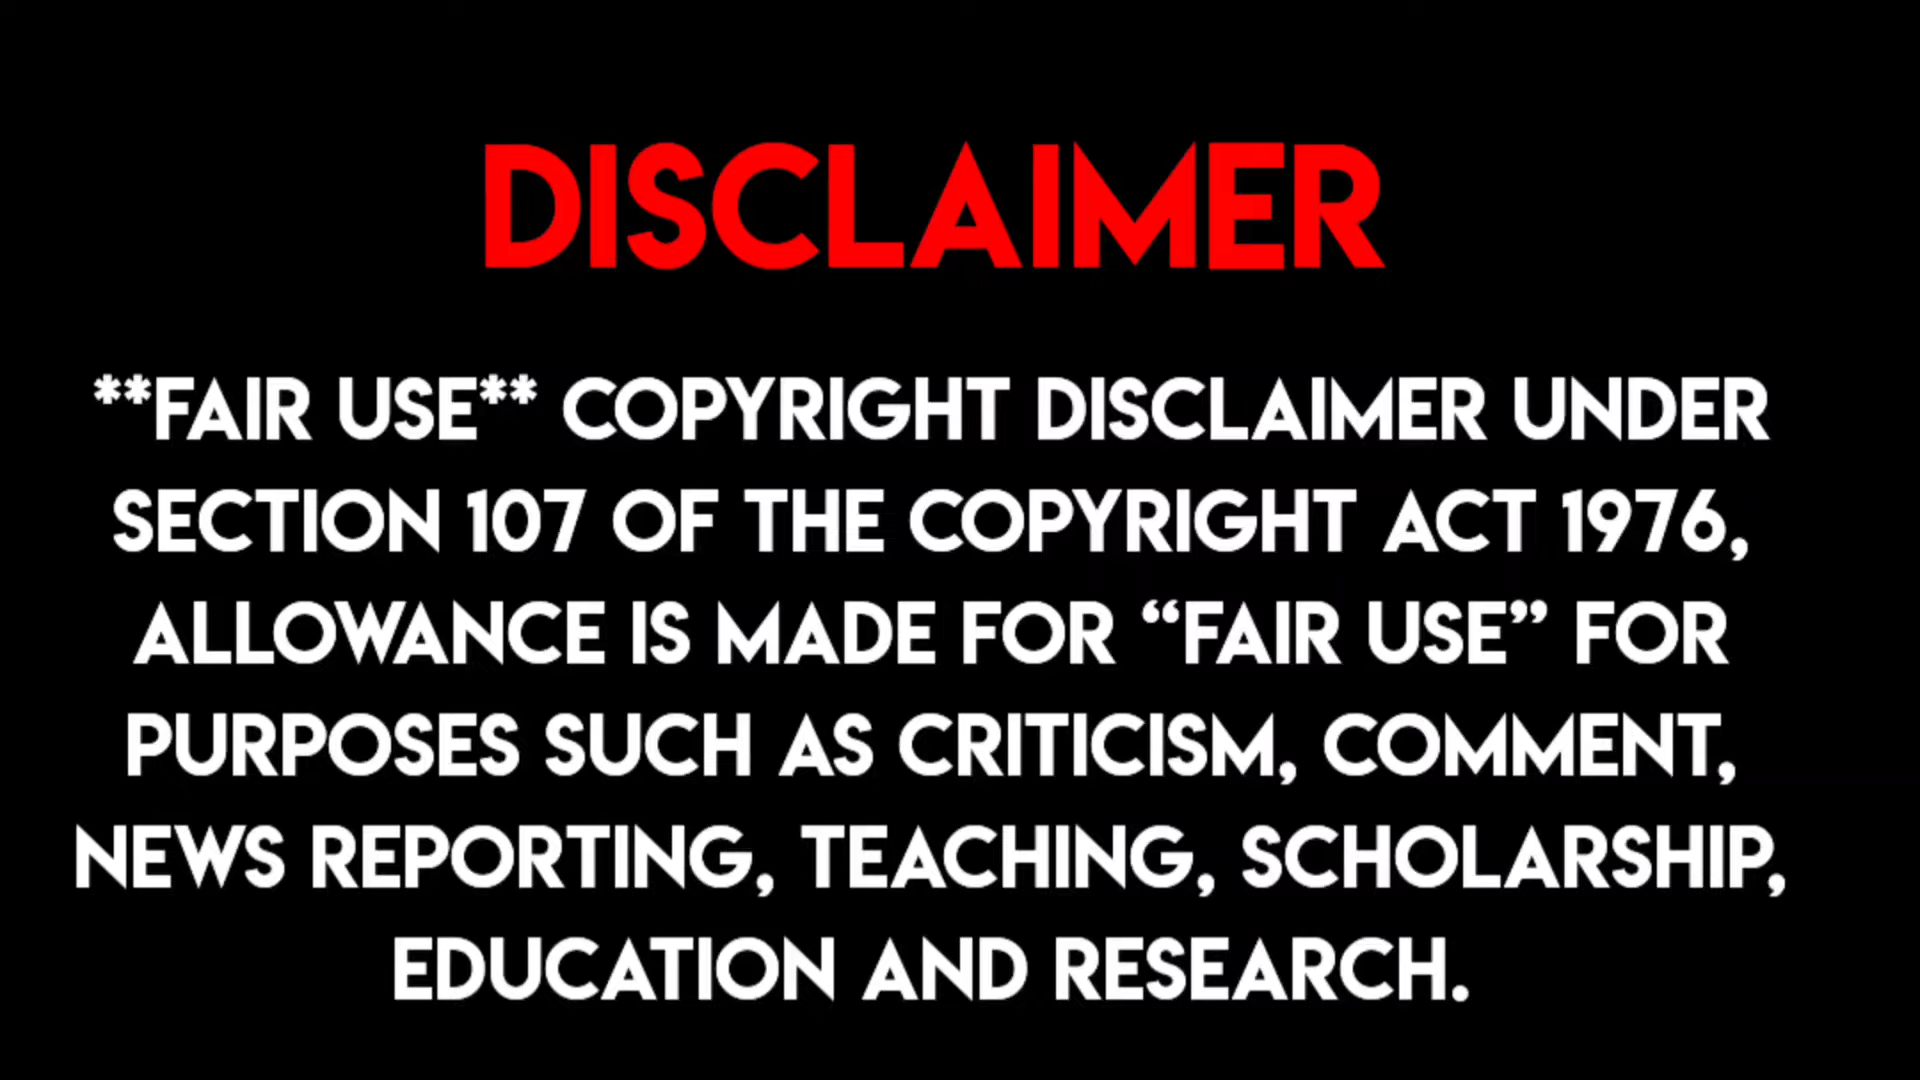 DISCLAIMER
**FAIR USE** COPYRIGHT DISCLAIMER UNDER
SECTION 107 OF THE COPYRIGHT ACT 1976,
ALLOWANCE IS MADE FOR “FAIR USE” FOR
PURPOSES SUCH AS CRITICISM, COMMENT,
NEWS REPORTING, TEACHING, SCHOLARSHIP,
EDUCATION AND RESEARCH.